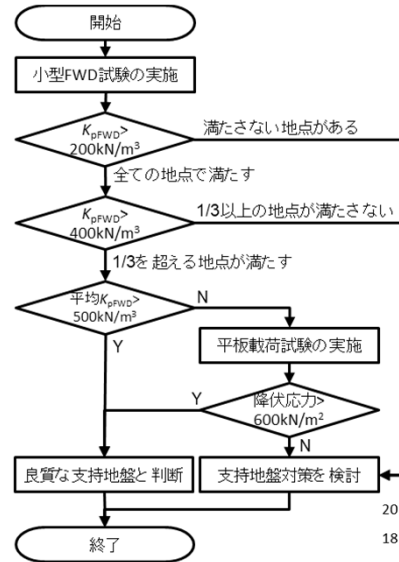 開始
小型FWD試験の実施
KpFWD>
200kN/m³
満たさない地点がある
全ての地点で満たす
KpFWD>
400kN/m³
1/3以上の地点が満たさない
1/3を超える地点が満たす
平均KpFWD>
500kN/m³
N
Y
平板載荷試験の実施
降伏応力>
600kN/m²
Y
N
良質な支持地盤と判断
支持地盤対策を検討
終了
20
18